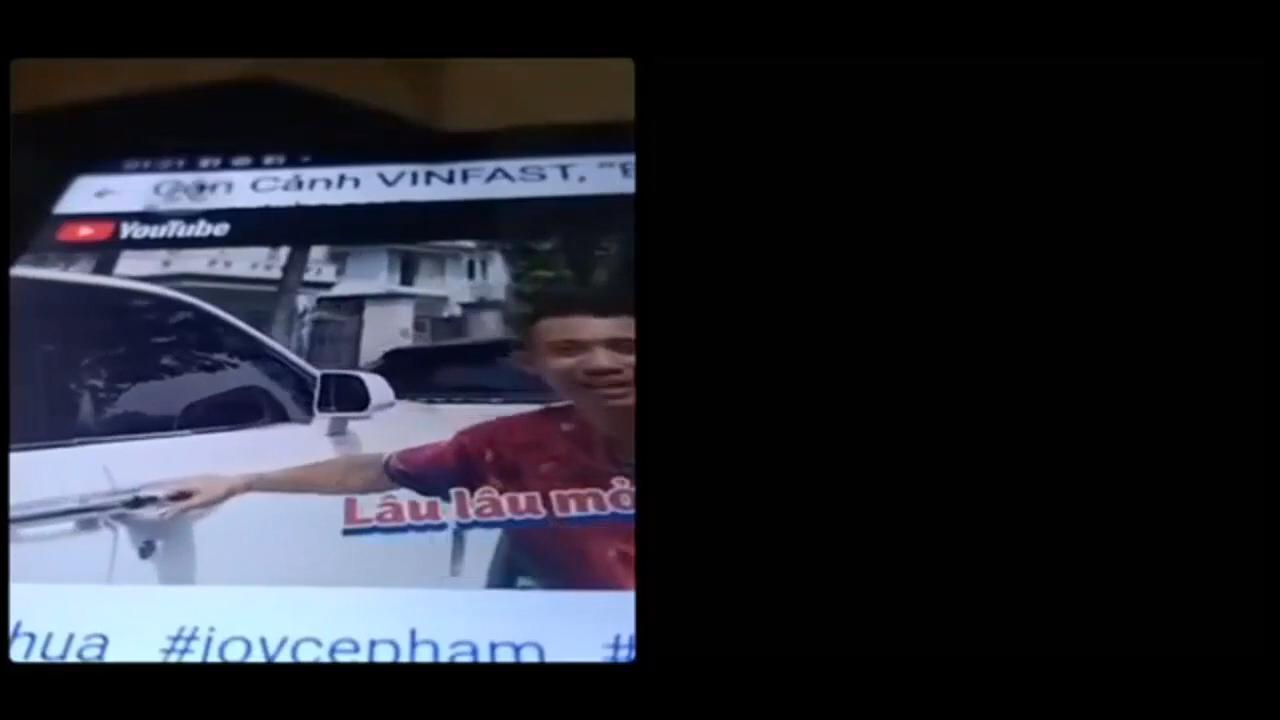 Cận Cảnh VINFAST, "
YouTube
Lâu lâu mở
hua #joycepham #